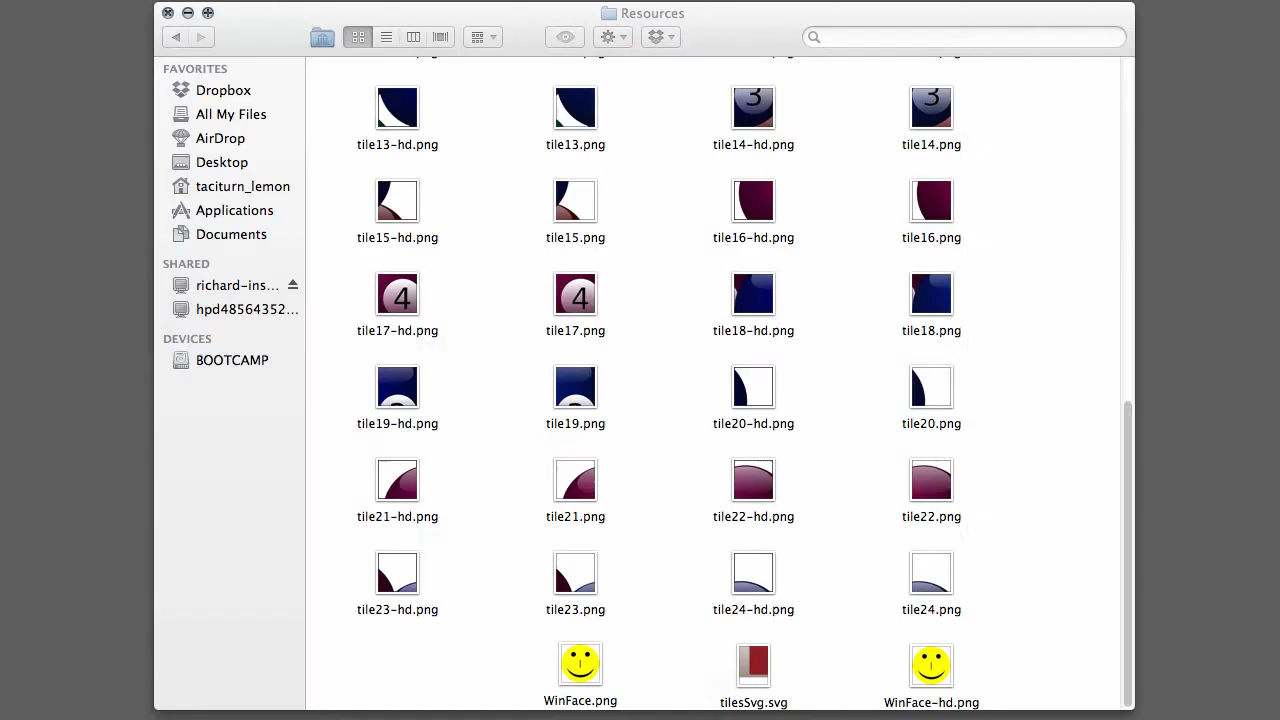 Resources
FAVORITES
Dropbox
All My Files
AirDrop
Desktop
taciturn_lemon
Applications
Documents
SHARED
richard-ins...
hpd48564352...
DEVICES
BOOTCAMP
3
3
tile13-hd.png
tile13.png
tile14-hd.png
tile14.png
tile15-hd.png
tile15.png
tile16-hd.png
tile16.png
4
4
tile17-hd.png
tile17.png
tile18-hd.png
tile18.png
tile19-hd.png
tile19.png
tile20-hd.png
tile20.png
tile21-hd.png
tile21.png
tile22-hd.png
tile22.png
tile23-hd.png
tile23.png
tile24-hd.png
tile24.png
WinFace.png
tilesSvg.svg
WinFace-hd.png